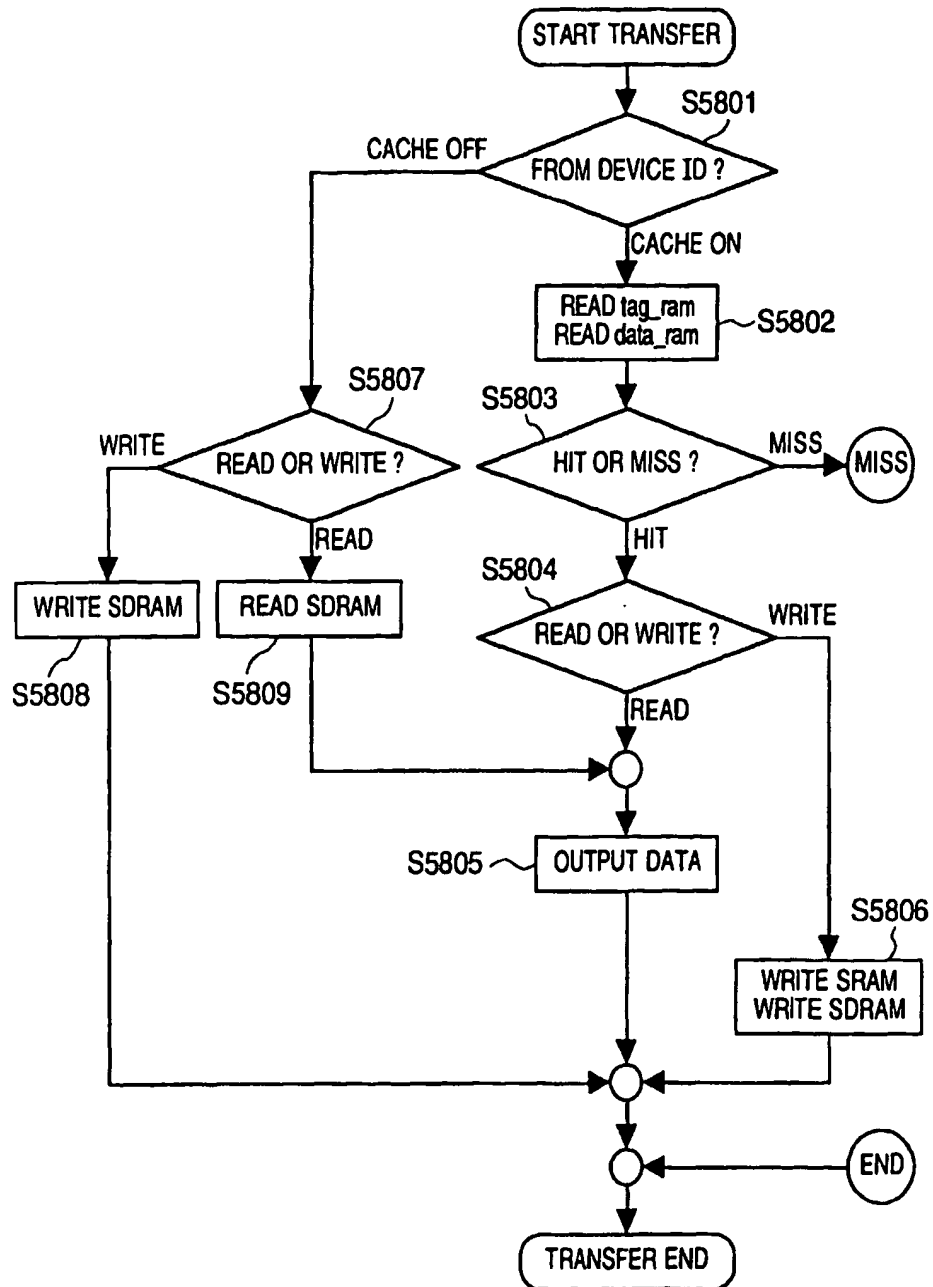 START TRANSFER
S5801
CACHE OFF
FROM DEVICE ID ?
CACHE ON
READ tag_ram
READ data_ram
S5802
S5807
S5803
WRITE
READ OR WRITE ?
HIT OR MISS ?
MISS
MISS
READ
HIT
S5804
WRITE SDRAM
READ SDRAM
READ OR WRITE ?
WRITE
S5808
S5809
READ
S5805
OUTPUT DATA
S5806
WRITE SRAM
WRITE SDRAM
END
TRANSFER END